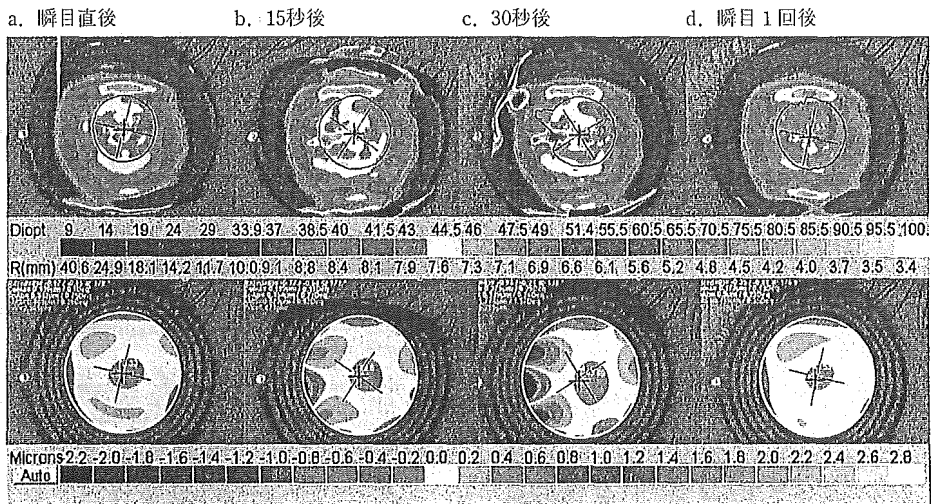 a. 瞬目直後 b. 15秒後 c. 30秒後 d. 瞬目1回後
Diopt 9 14 19 24 29 33.9 37 38.5 40 41.5 43 44.5 46 47.5 49 51.4 55.5 60.5 65.5 70.5 75.5 80.5 85.5 90.5 95.5 100.
R(mm) 40.6 24.9 18.1 14.2 11.7 10.0 9.1 8.8 8.4 8.1 7.9 7.6 7.3 7.1 6.9 6.6 6.1 5.6 5.2 4.8 4.5 4.2 4.0 3.7 3.5 3.4
Microns -2.2 -2.0 -1.8 -1.6 -1.4 -1.2 -1.0 -0.8 -0.6 -0.4 -0.2 0.0 0.2 0.4 0.6 0.8 1.0 1.2 1.4 1.6 1.8 2.0 2.2 2.4 2.6 2.8
Auto